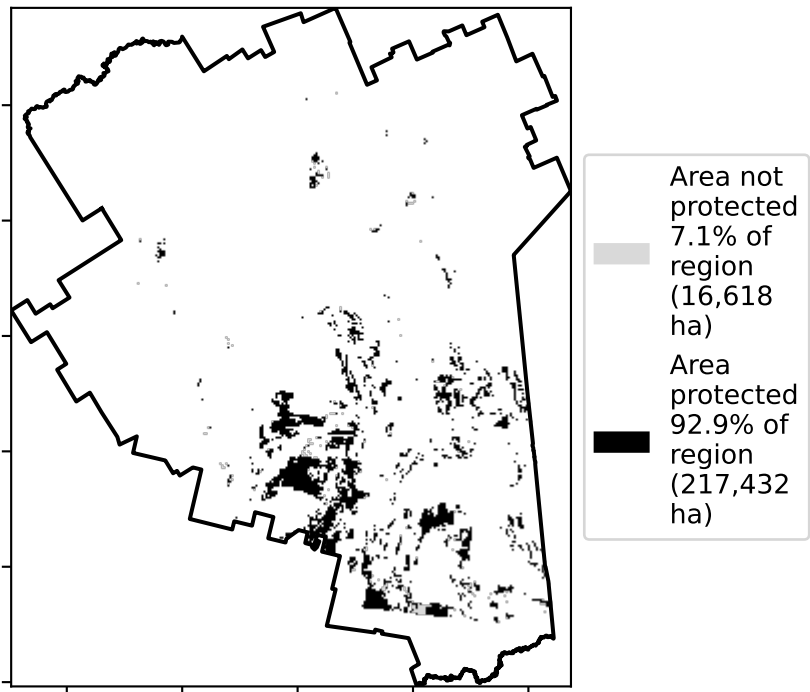 Area not
protected
7.1% of
region
(16,618
ha)
Area
protected
92.9% of
region
(217,432
ha)